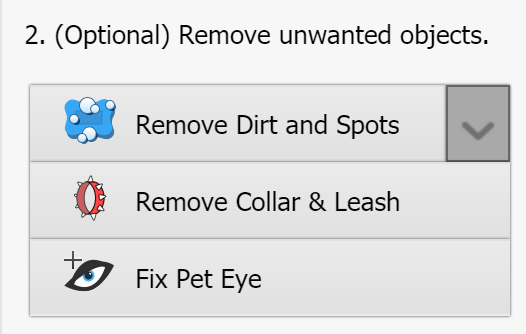 2. (Optional) Remove unwanted objects.
Remove Dirt and Spots
Remove Collar & Leash
Fix Pet Eye